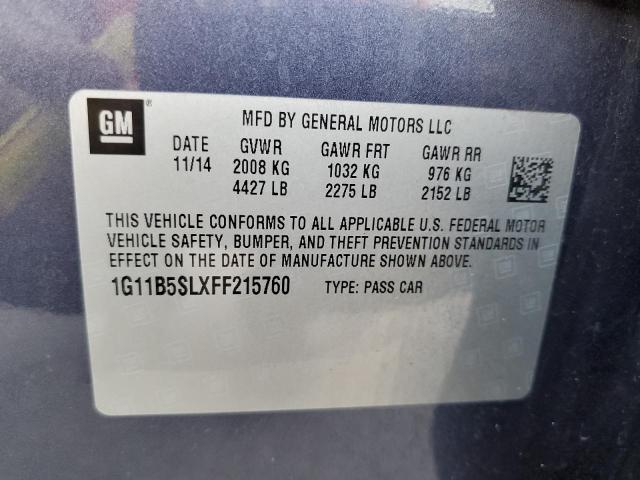 GM ®
MFD BY GENERAL MOTORS LLC
DATE GVWR GAWR FRT GAWR RR
11/14 2008 KG 1032 KG 976 KG
4427 LB 2275 LB 2152 LB
THIS VEHICLE CONFORMS TO ALL APPLICABLE U.S. FEDERAL MOTOR
VEHICLE SAFETY, BUMPER, AND THEFT PREVENTION STANDARDS IN
EFFECT ON THE DATE OF MANUFACTURE SHOWN ABOVE.
1G11B5SLXFF215760 TYPE: PASS CAR